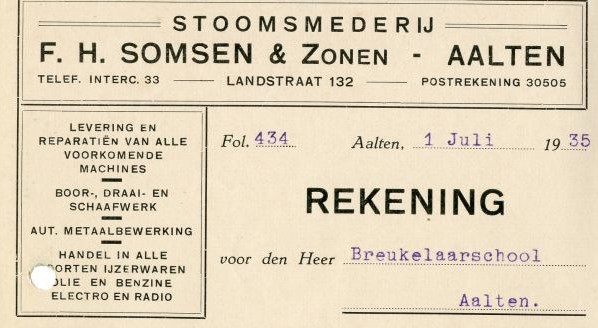 STOOMSMEDERIJ
F. H. SOMSEN & ZONEN - AALTEN
TELEF. INTERC. 33 —— LANDSTRAAT 132 —— POSTREKENING 30505
LEVERING EN
REPARATIËN VAN ALLE
VOORKOMENDE
MACHINES
BOOR-, DRAAI- EN
SCHAAFWERK
AUT. METAALBEWERKING
HANDEL IN ALLE
OORTEN IJZERWAREN
OLIE EN BENZINE
ELECTRO EN RADIO
Fol. 434 Aalten, 1 Juli 1935
REKENING
voor den Heer Breukelaarschool
Aalten.